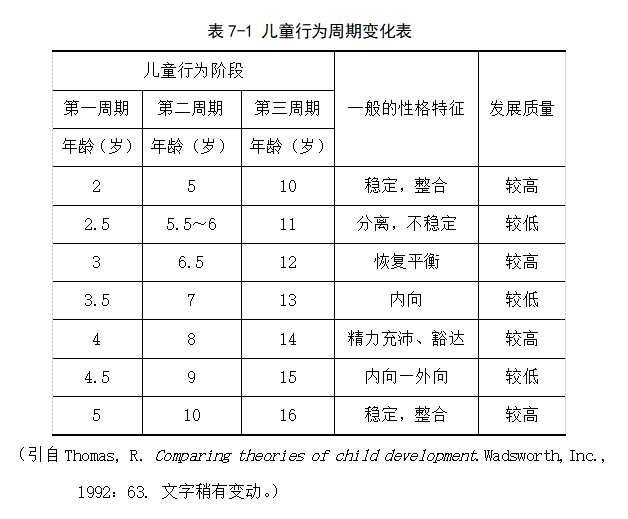 表 7-1 儿童行为周期变化表
儿童行为阶段 一般的性格特征 发展质量
第一周期 第二周期 第三周期
年龄（岁） 年龄（岁） 年龄（岁）
2 5 10 稳定，整合 较高
2.5 5.5～6 11 分离，不稳定 较低
3 6.5 12 恢复平衡 较高
3.5 7 13 内向 较低
4 8 14 精力充沛、豁达 较高
4.5 9 15 内向—外向 较低
5 10 16 稳定，整合 较高
（引自 Thomas, R. Comparing theories of child development. Wadsworth, Inc.,
1992：63. 文字稍有变动。）